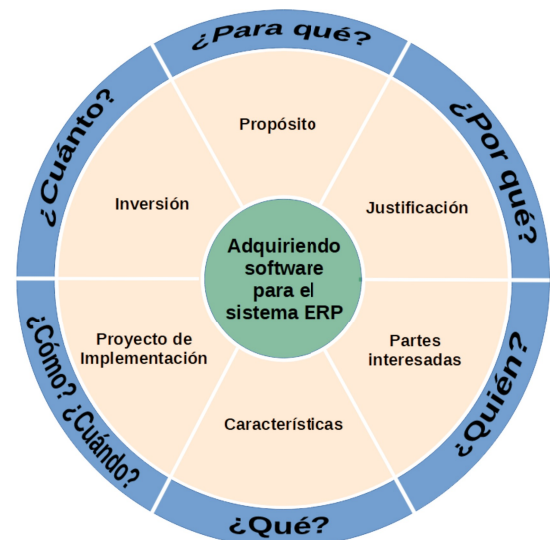 ¿Para qué?
Propósito
¿Por qué?
Justificación
¿Quién?
Partes
interesadas
¿Qué?
Características
¿Cómo? ¿Cuándo?
Proyecto de
Implementación
¿Cuánto?
Inversión
Adquiriendo
software
para el
sistema ERP